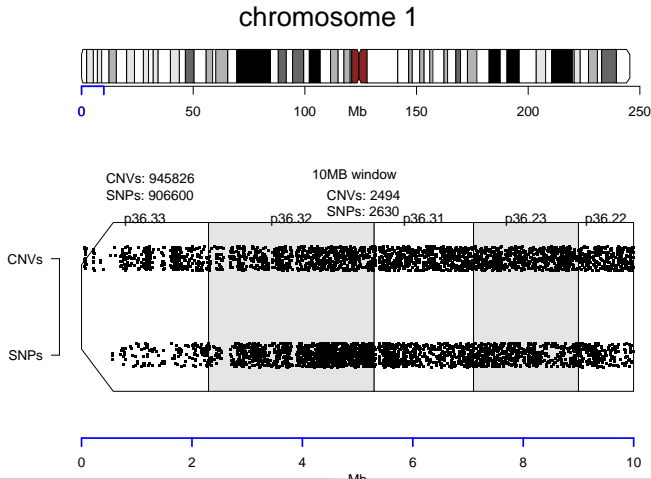 chromosome 1
0 50 100 Mb 150 200 250
CNVs: 945826
SNPs: 906600
10MB window
CNVs: 2494
SNPs: 2630
p36.33 p36.32 p36.31 p36.23 p36.22
CNVs
SNPs
0 2 4 6 8 10
Mb